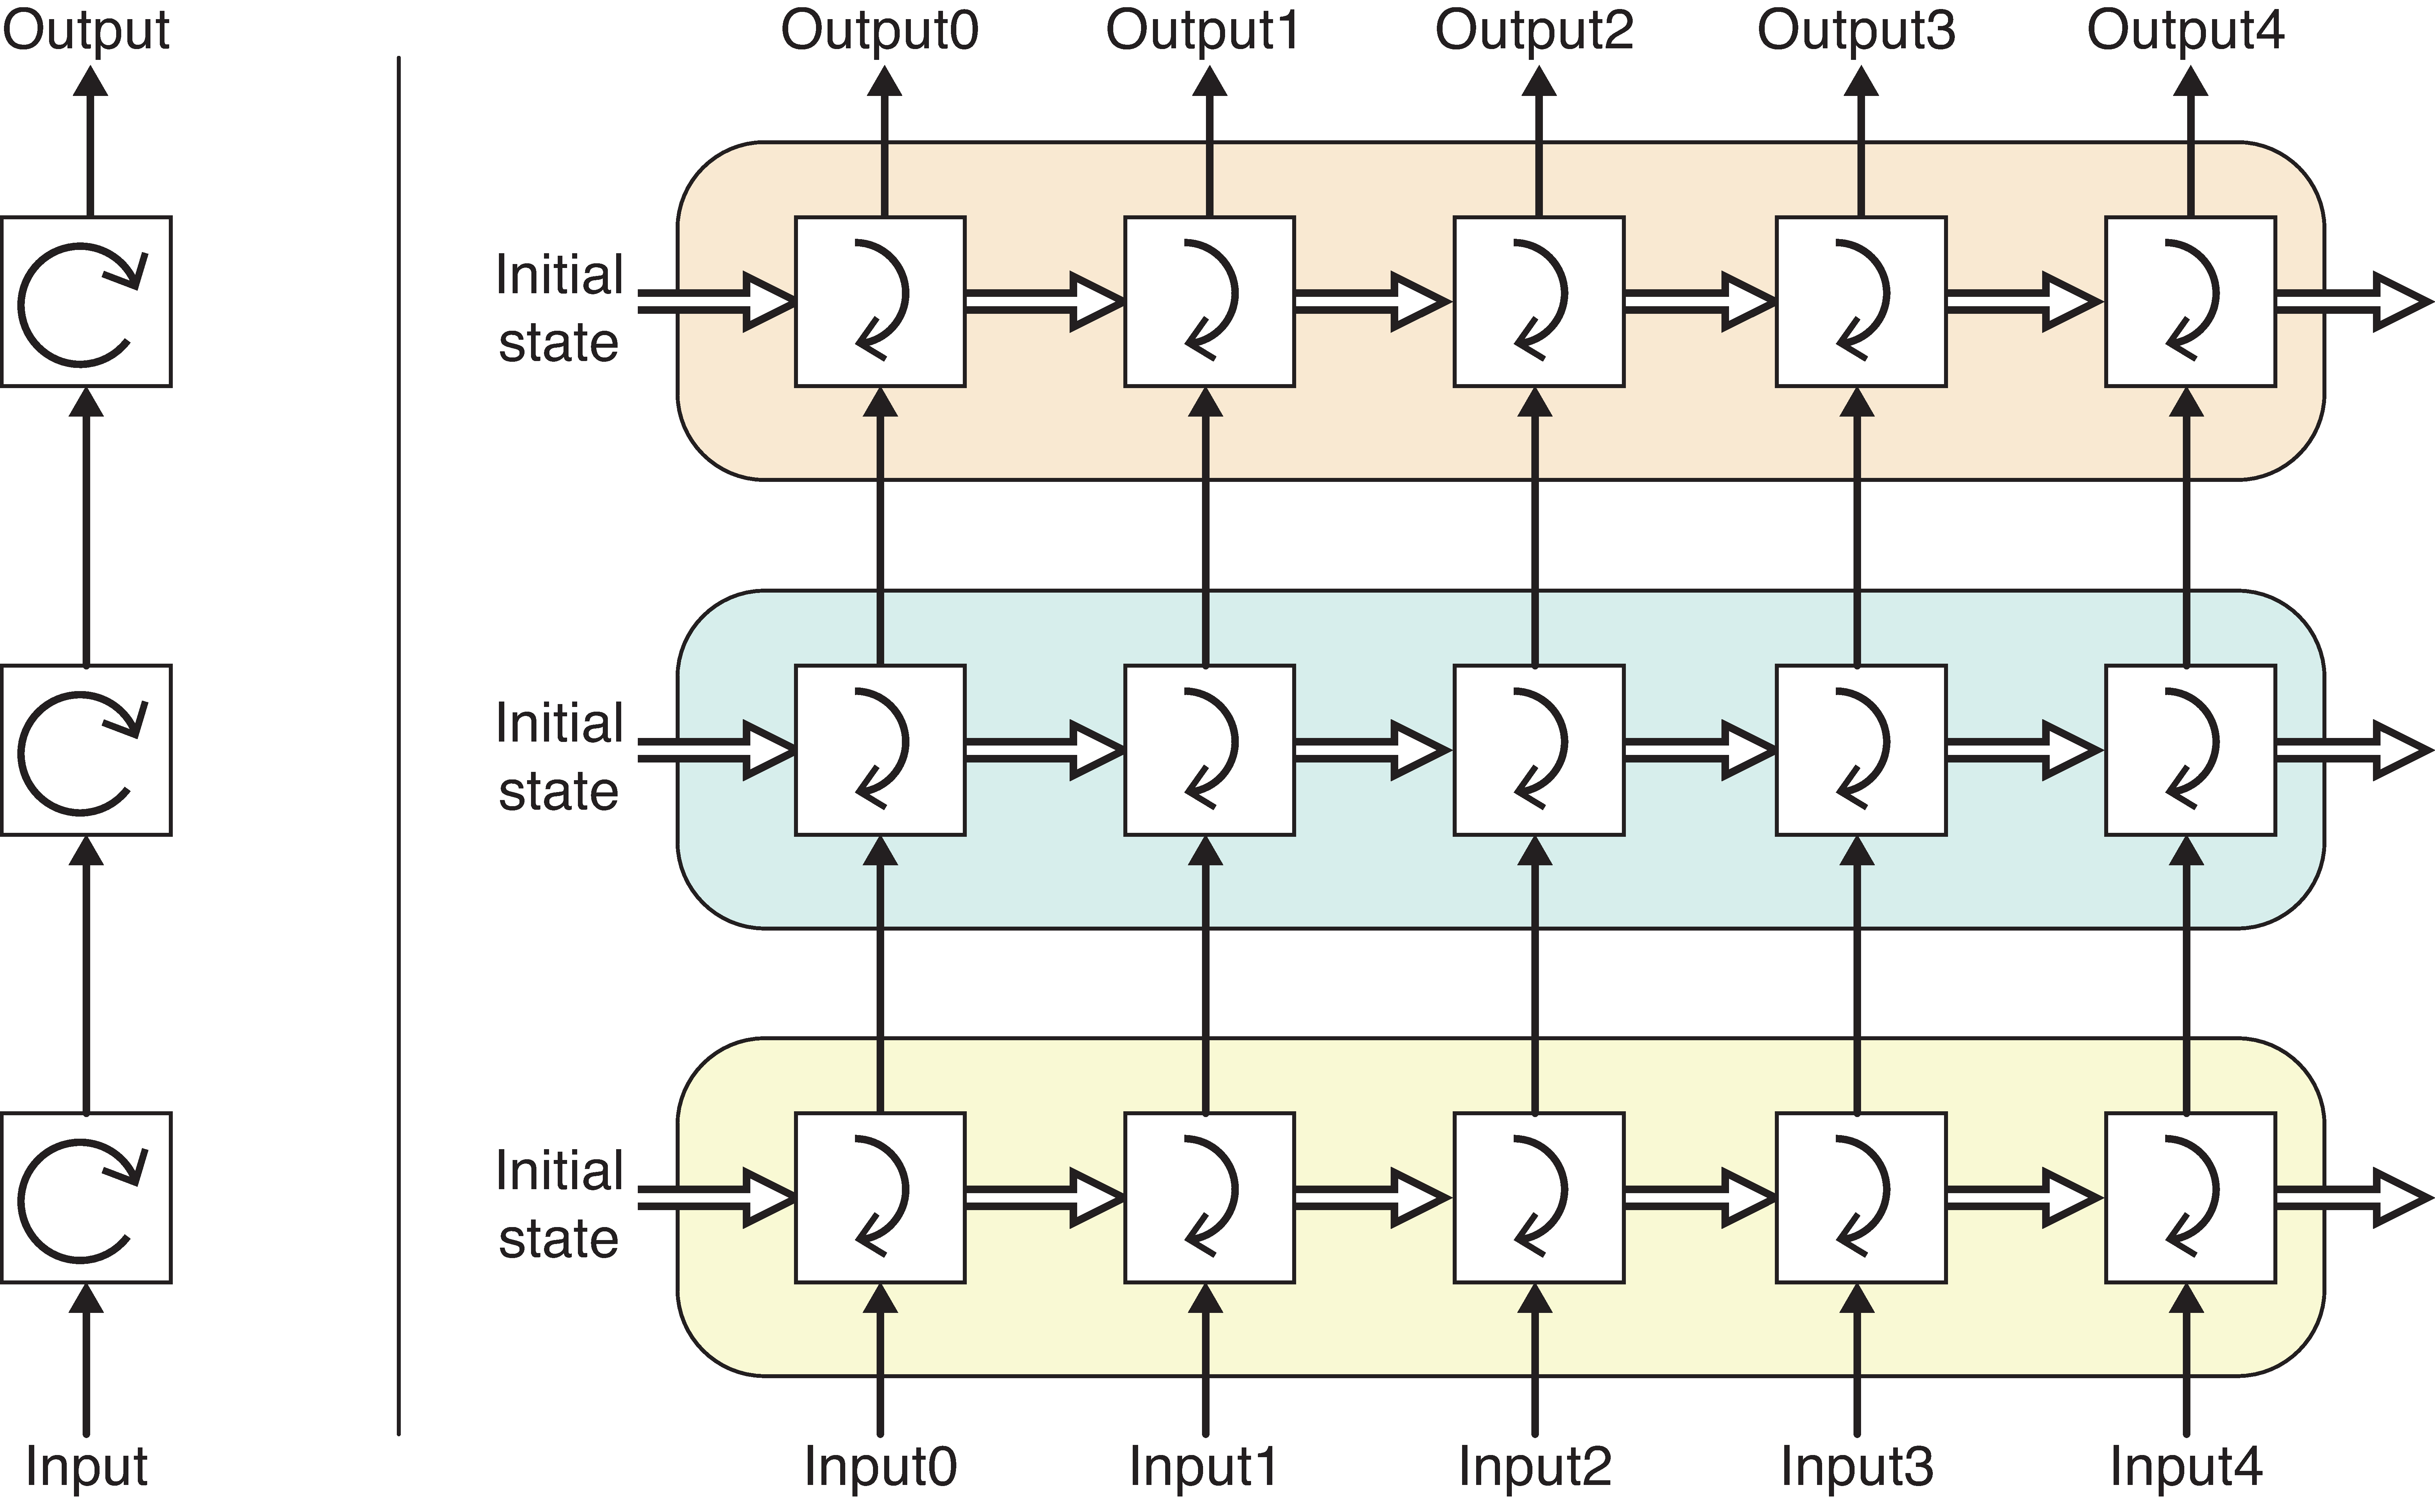 Output
Output0 Output1 Output2 Output3 Output4
Initial
state
Initial
state
Initial
state
Input
Input0 Input1 Input2 Input3 Input4